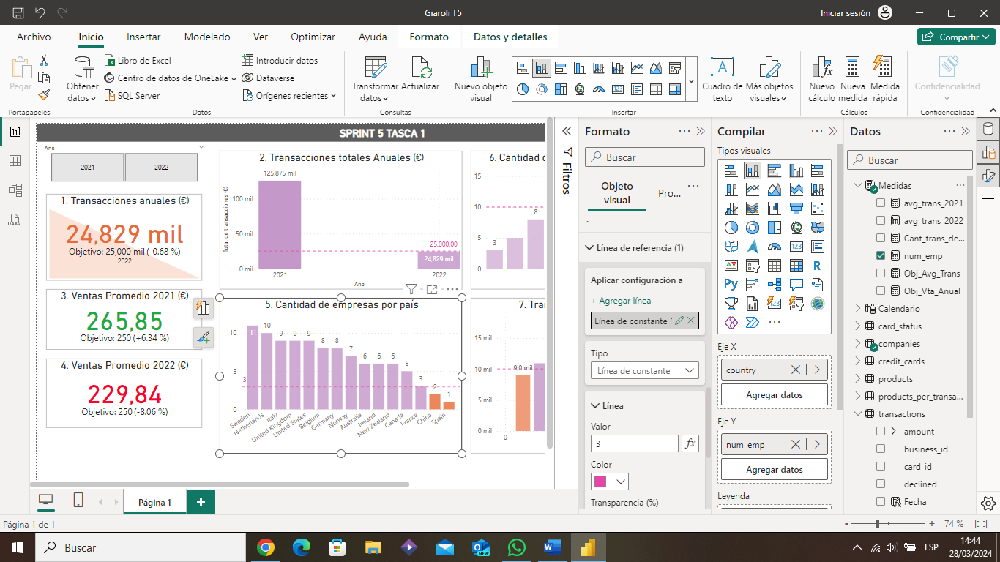 Giaroli T5
Iniciar sesión
Archivo
Inicio
Insertar
Modelado
Ver
Optimizar
Ayuda
Formato
Datos y detalles
Compartir
Pegar
Portapapeles
Obtener datos
Libro de Excel
Centro de datos de OneLake
SQL Server
Introducir datos
Dataverse
Orígenes recientes
Datos
Transformar datos
Actualizar
Consultas
Nuevo objeto visual
Cuadro de texto
Más objetos visuales
Insertar
Nuevo cálculo
Nueva medida
Medida rápida
Cálculos
Confidencialidad
Confidencialidad
DAX
SPRINT 5 TASCA 1
Año
2021
2022
1. Transacciones anuales (€)
24,829 mil
Objetivo: 25,000 mil (-0.68 %)
2022
3. Ventas Promedio 2021 (€)
265,85
Objetivo: 250 (+6.34 %)
4. Ventas Promedio 2022 (€)
229,84
Objetivo: 250 (-8.06 %)
2. Transacciones totales Anuales (€)
Total de transacciones (€)
125,875 mil
100 mil
50 mil
0 mil
25.000,00
24,829 mil
2021
2022
Año
5. Cantidad de empresas por país
10
5
0
3
11
10
9
9
9
8
8
7
6
6
6
5
3
2
1
Sweden
Netherlands
Italy
United Kingdom
United States
Belgium
Germany
Norway
Australia
Ireland
New Zealand
Canada
France
China
Spain
6. Cantidad d
15
10
5
0
3
8
7. Tra
15 mil
10 mil
5 mil
0 mil
9,0 mil
0
Filtros
Formato
Buscar
Objeto visual
Pro...
Línea de referencia (1)
Aplicar configuración a
+ Agregar línea
Línea de constante
Tipo
Línea de constante
Línea
Valor
3
fx
Color
Transparencia (%)
Compilar
Tipos visuales
123
R
Py
Eje X
country
Agregar datos
Eje Y
num_emp
Agregar datos
Leyenda
Datos
Buscar
Medidas
avg_trans_2021
avg_trans_2022
Cant_trans_de...
num_emp
Obj_Avg_Trans
Obj_Vta_Anual
Calendario
card_status
companies
credit_cards
products
products_per_transa...
transactions
amount
business_id
card_id
declined
Fecha
Página 1
Página 1 de 1
74 %
Buscar
NEW
ESP
14:44
28/03/2024